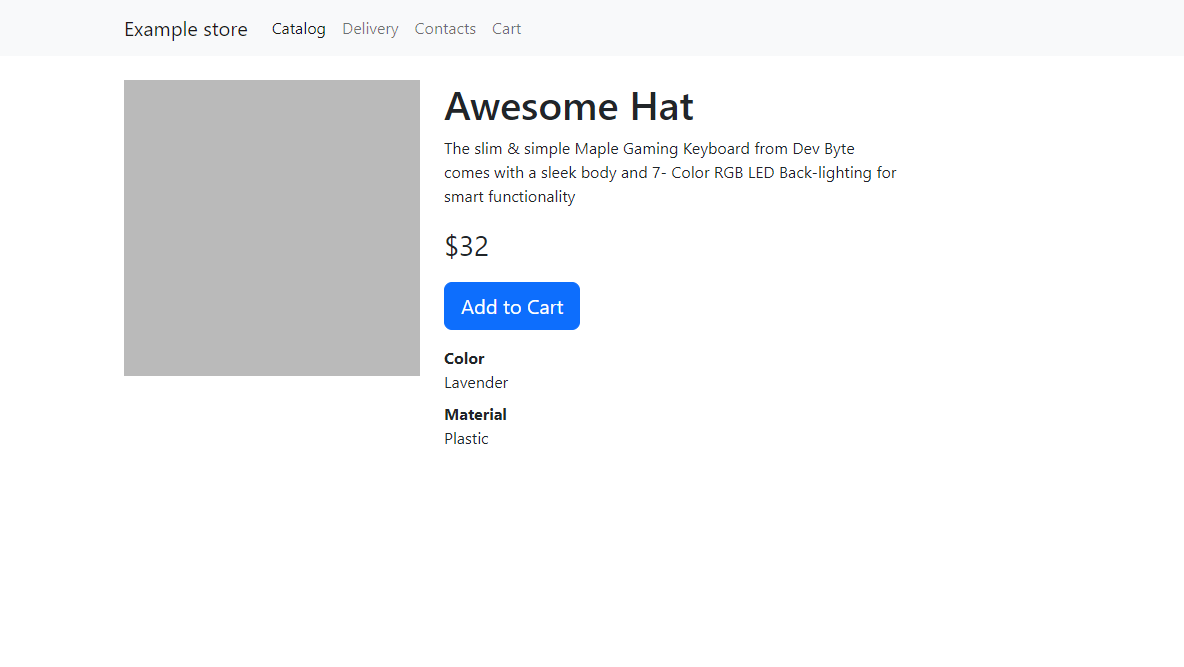 Example store Catalog Delivery Contacts Cart
Awesome Hat
The slim & simple Maple Gaming Keyboard from Dev Byte
comes with a sleek body and 7- Color RGB LED Back-lighting for
smart functionality
$32
Add to Cart
Color
Lavender
Material
Plastic